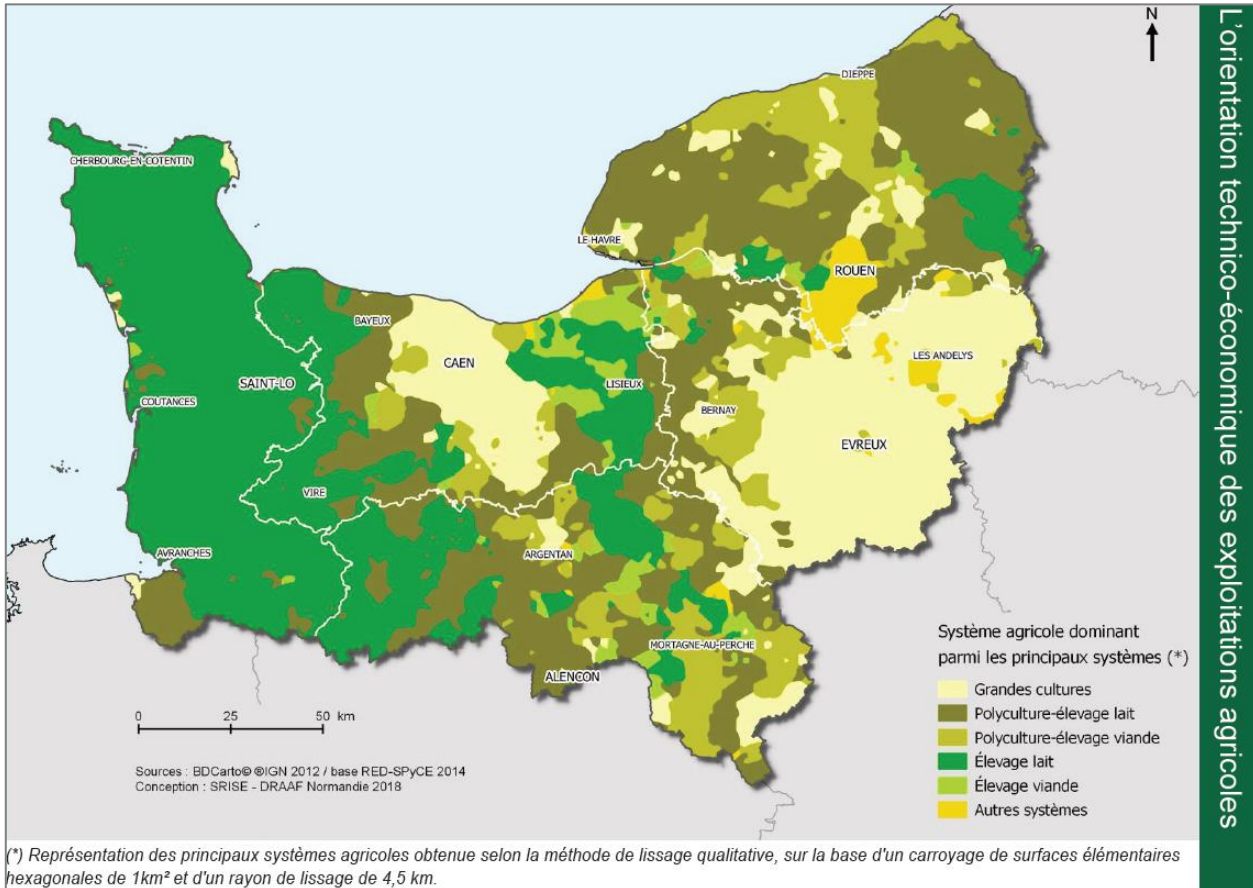 L'orientation technico-économique des exploitations agricoles
N
DIEPPE
CHERBOURG-EN-COTENTIN
LE HAVRE
ROUEN
BAYEUX
CAEN
LES ANDELYS
SAINT-LO
LISIEUX
COUTANCES
BERNAY
EVREUX
VIRE
AVRANCHES
ARGENTAN
MORTAGNE-AU-PERCHE
ALENCON
Système agricole dominant
parmi les principaux systèmes (*)
Grandes cultures
Polyculture-élevage lait
Polyculture-élevage viande
Élevage lait
Élevage viande
Autres systèmes
0 25 50 km
Sources : BDCarto© ®IGN 2012 / base RED-SPyCE 2014
Conception : SRISE - DRAAF Normandie 2018
(*) Représentation des principaux systèmes agricoles obtenue selon la méthode de lissage qualitative, sur la base d'un carroyage de surfaces élémentaires
hexagonales de 1km² et d'un rayon de lissage de 4,5 km.